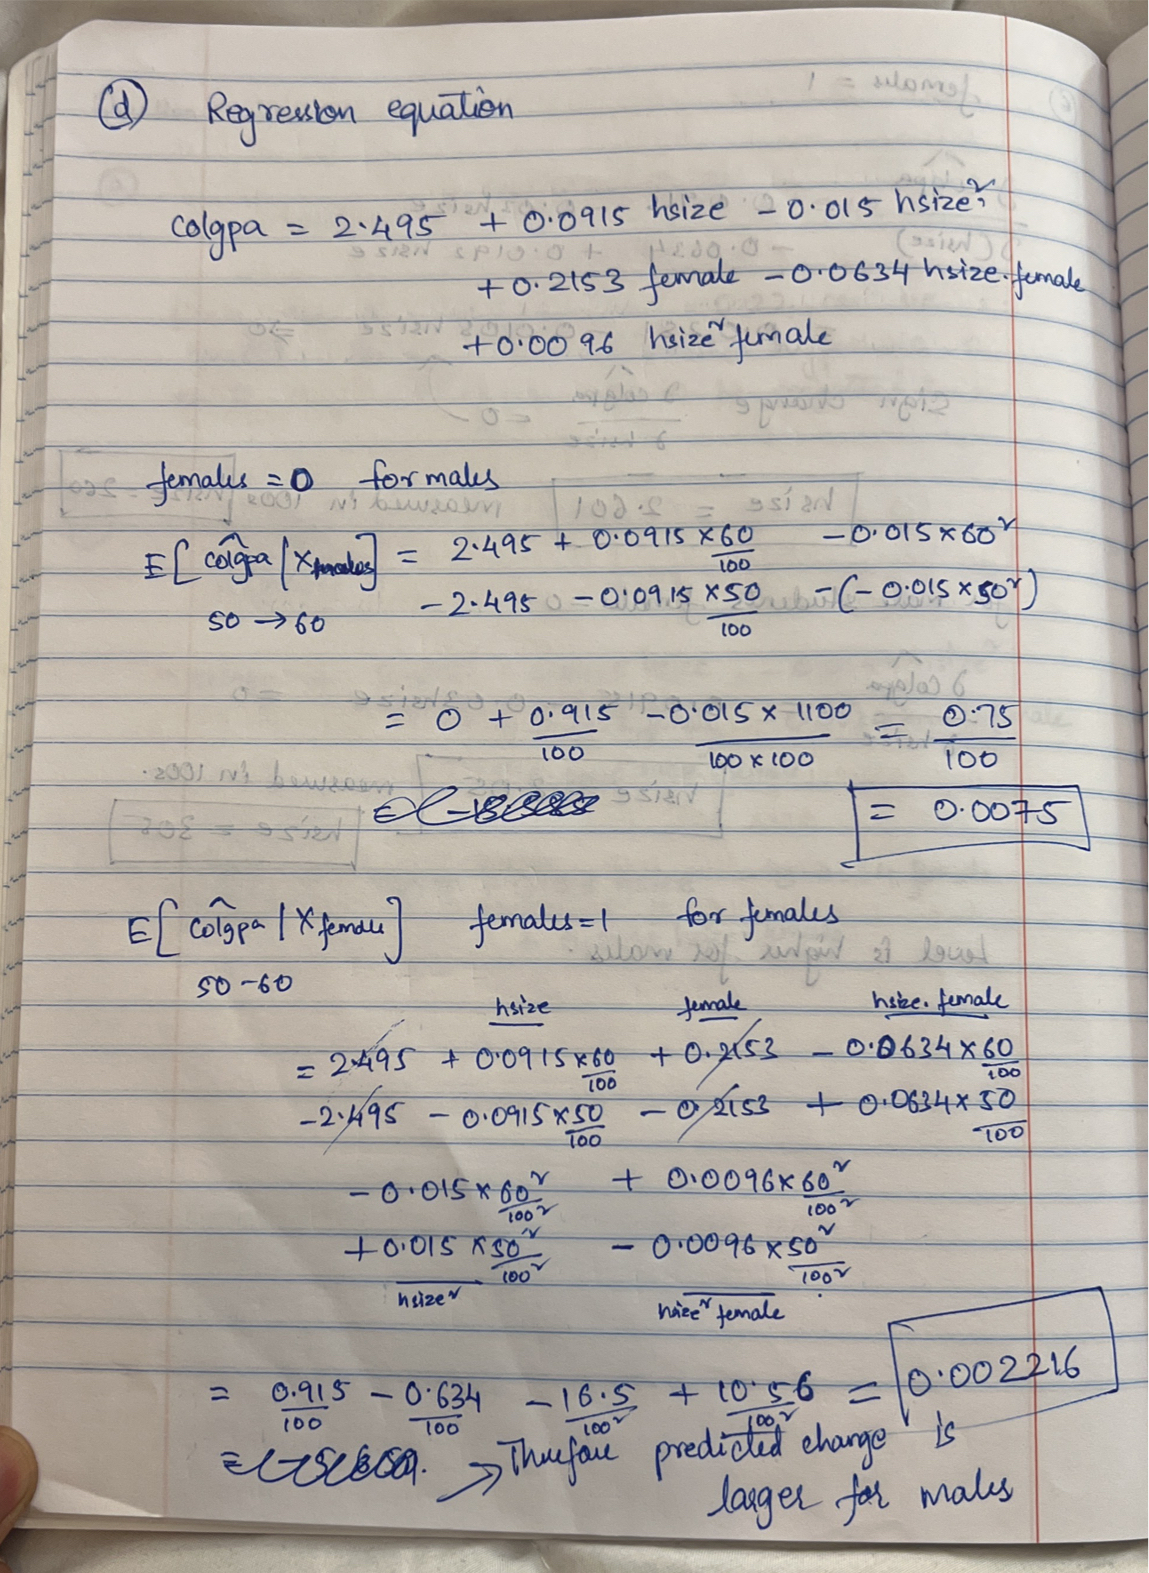 (d) Regression equation
colgpa = 2.495 + 0.0915 hsize - 0.015 hsize²
+ 0.2153 female - 0.0634 hsize.female
+0.0096 hsize² female
females = 0 for males
E[colgpa^ | X males] = 2.495 + 0.0915 × 60/100 - 0.015 × 60²
50 → 60 -2.495 - 0.0915 × 50/100 - (-0.015 × 50²)
= 0 + 0.915/100 - 0.015 × 1100/100 × 100 = 0.75/100
= 0.0075
E[colgpa^ | X female] females = 1 for females
50 - 60
hsize female hsize.female
= 2.495 + 0.0915 × 60/100 + 0.2153 - 0.0634 × 60/100
-2.495 - 0.0915 × 50/100 - 0.2153 + 0.0634 × 50/100
- 0.015 × 60²/100² + 0.0096 × 60²/100²
+ 0.015 × 50²/100² - 0.0096 × 50²/100²
hsize² hsize² female
= 0.915/100 - 0.634/100 - 16.5/100² + 10.56/100² = 0.002216
→ Therefore predicted change is
larger for males